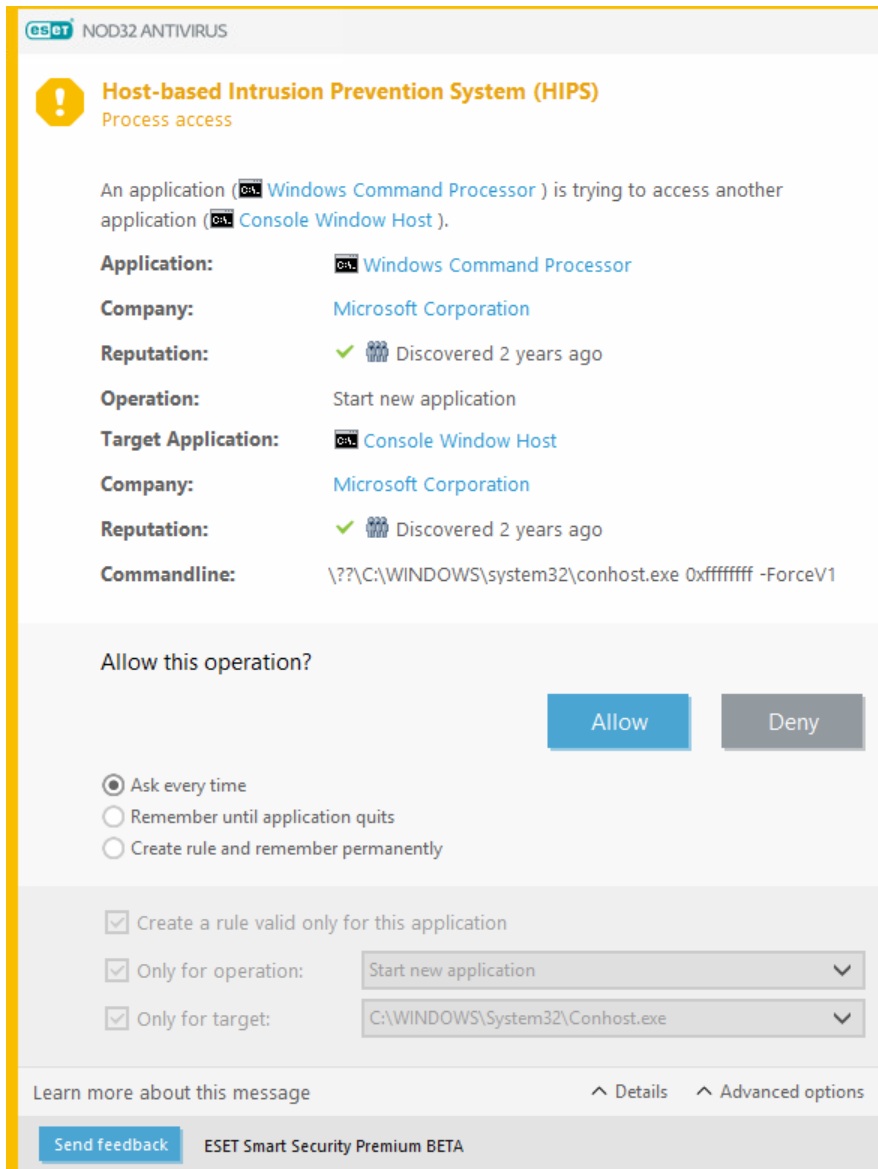 eset NOD32 ANTIVIRUS
Host-based Intrusion Prevention System (HIPS)
Process access
An application ( Windows Command Processor ) is trying to access another
application ( Console Window Host ).
Application: Windows Command Processor
Company: Microsoft Corporation
Reputation: Discovered 2 years ago
Operation: Start new application
Target Application: Console Window Host
Company: Microsoft Corporation
Reputation: Discovered 2 years ago
Commandline: \??\C:\WINDOWS\system32\conhost.exe 0xffffffff -ForceV1
Allow this operation?
Allow Deny
Ask every time
Remember until application quits
Create rule and remember permanently
Create a rule valid only for this application
Only for operation: Start new application
Only for target: C:\WINDOWS\System32\Conhost.exe
Learn more about this message Details Advanced options
Send feedback ESET Smart Security Premium BETA